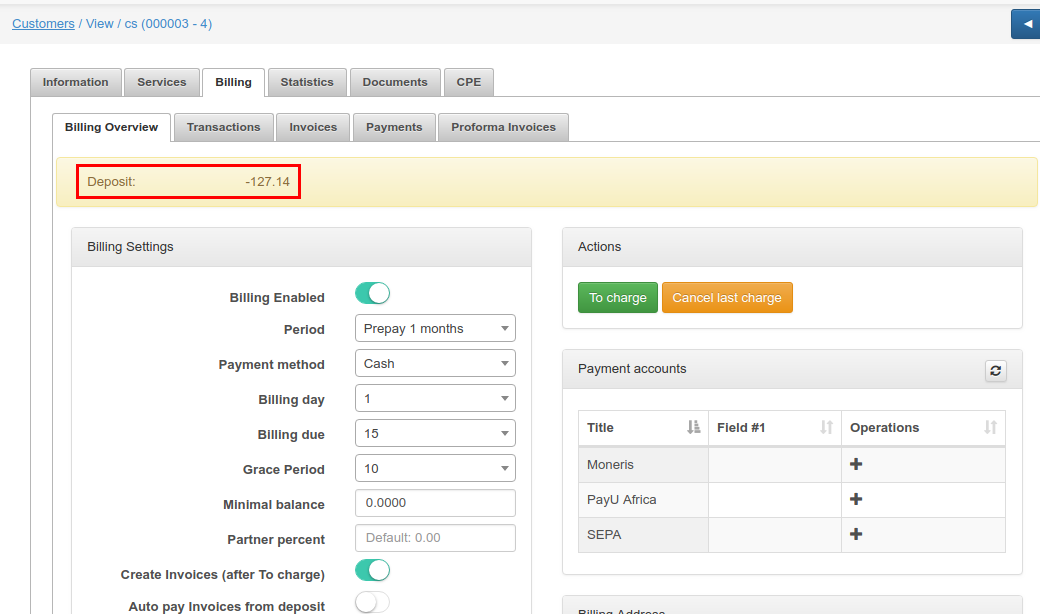 Customers / View / cs (000003 - 4)
Information Services Billing Statistics Documents CPE
Billing Overview Transactions Invoices Payments Proforma Invoices
Deposit: -127.14
Billing Settings
Billing Enabled
Period Prepay 1 months
Payment method Cash
Billing day 1
Billing due 15
Grace Period 10
Minimal balance 0.0000
Partner percent Default: 0.00
Create Invoices (after To charge)
Auto pay Invoices from deposit
Actions
To charge Cancel last charge
Payment accounts
Title Field #1 Operations
Moneris
PayU Africa
SEPA
Billing Address